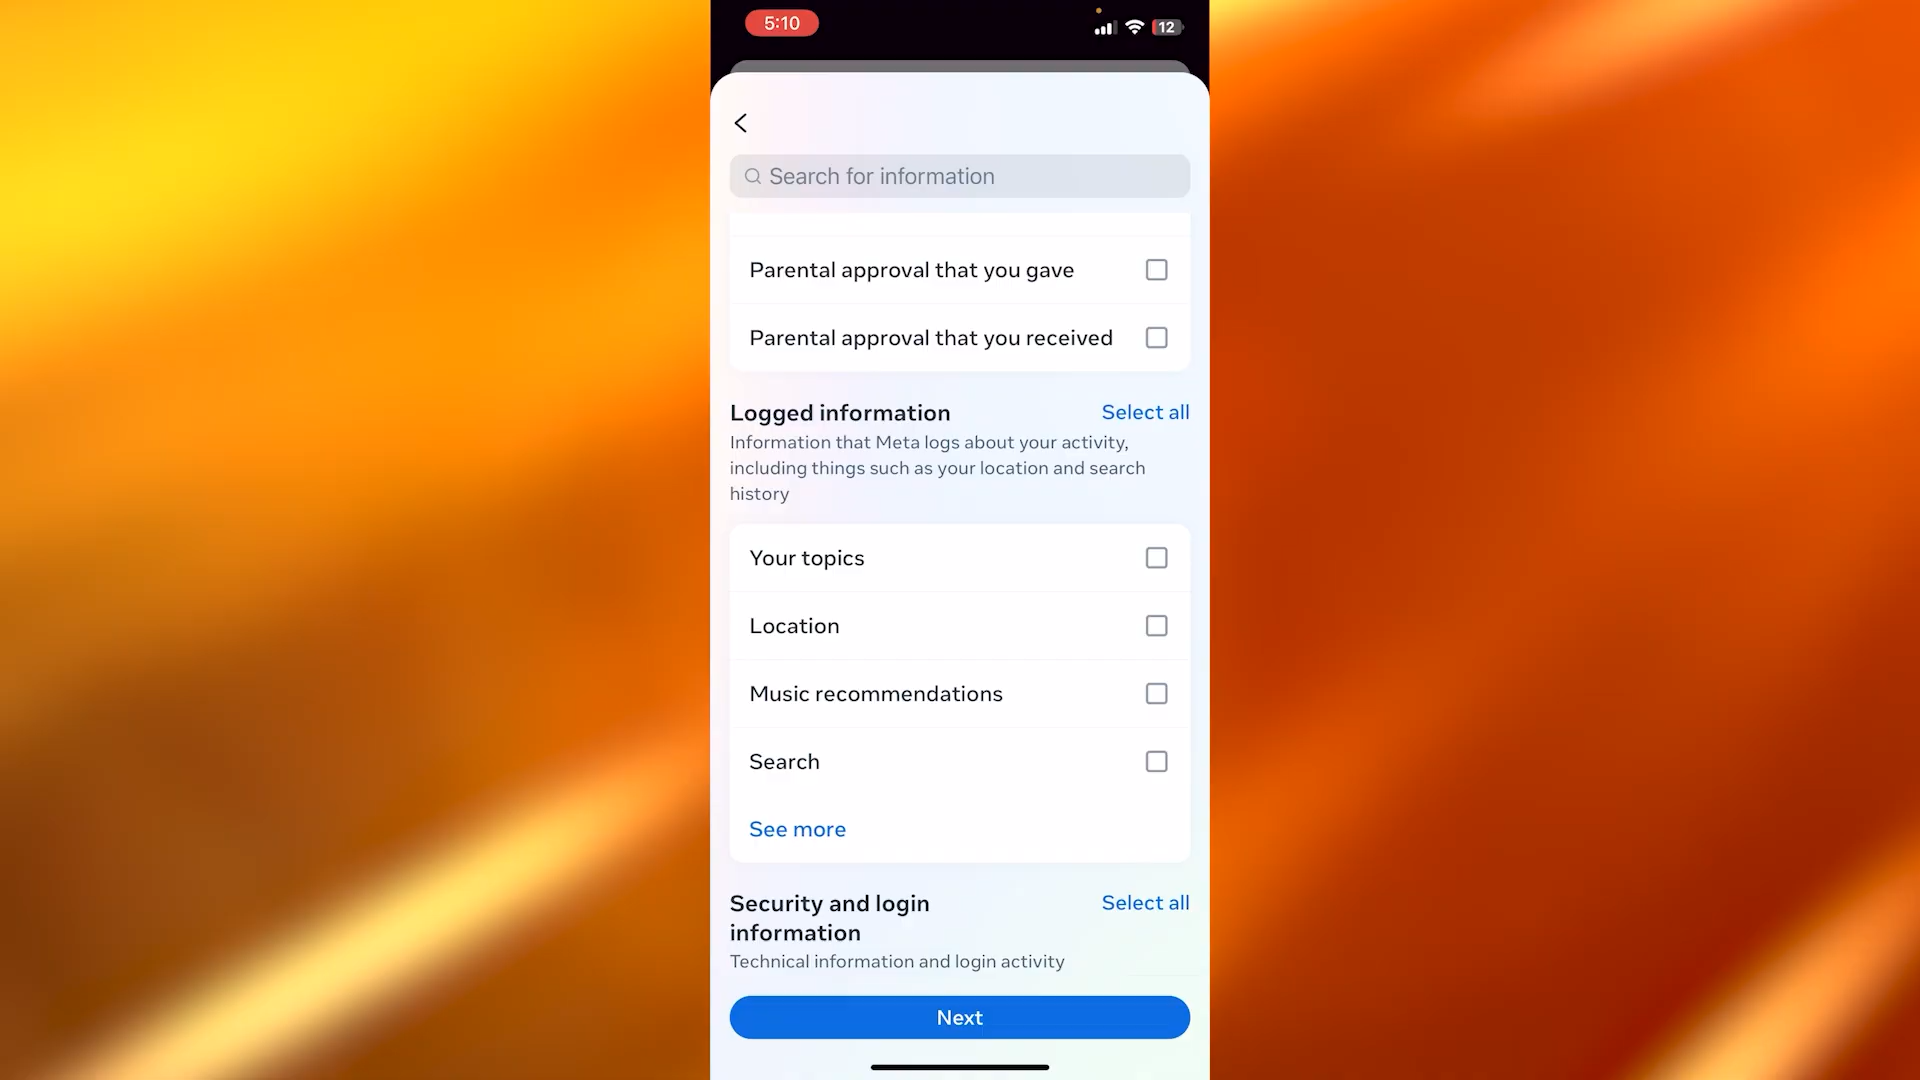 5:10
12
Search for information
Parental approval that you gave
Parental approval that you received
Logged information
Select all
Information that Meta logs about your activity,
including things such as your location and search
history
Your topics
Location
Music recommendations
Search
See more
Security and login
information
Select all
Technical information and login activity
Next